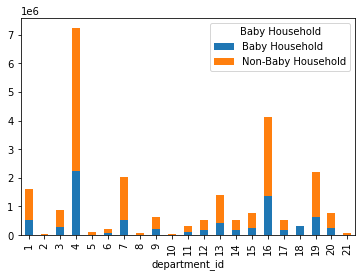 1e6
7
6
5
4
3
2
1
0
Baby Household
Baby Household
Non-Baby Household
1 2 3 4 5 6 7 8 9 10 11 12 13 14 15 16 17 18 19 20 21
department_id